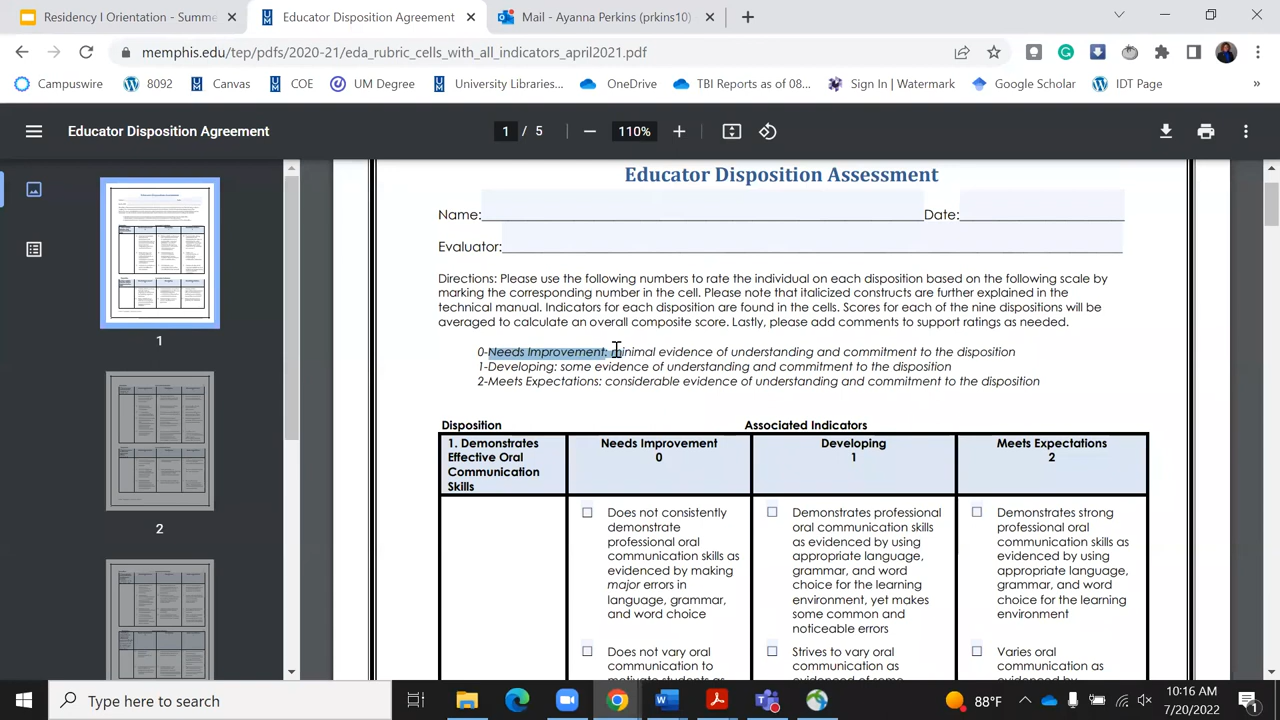 Residency I Orientation - Summe
Educator Disposition Agreement
Mail - Ayanna Perkins (prkins10)
memphis.edu/tep/pdfs/2020-21/eda_rubric_cells_with_all_indicators_april2021.pdf
Campuswire
8092
Canvas
COE
UM Degree
University Libraries...
OneDrive
TBI Reports as of 08...
Sign In | Watermark
Google Scholar
IDT Page
»
Educator Disposition Agreement
1 / 5
110%
1
2
Educator Disposition Assessment
Name:
Date:
Evaluator:
Directions: Please use the following numbers to rate the individual on each disposition based on the following scale by
marking the corresponding number in the cell. Please note that italicized constructs are further explained in the
technical manual. Indicators for each disposition are found in the cells. Scores for each of the nine dispositions will be
averaged to calculate an overall composite score. Lastly, please add comments to support ratings as needed.
0-Needs Improvement: minimal evidence of understanding and commitment to the disposition
1-Developing: some evidence of understanding and commitment to the disposition
2-Meets Expectations: considerable evidence of understanding and commitment to the disposition
Disposition
Associated Indicators
1. Demonstrates
Effective Oral
Communication
Skills
Needs Improvement
0
Developing
1
Meets Expectations
2
Does not consistently
demonstrate
professional oral
communication skills as
evidenced by making
major errors in
language, grammar,
and word choice
Demonstrates professional
oral communication skills
as evidenced by using
appropriate language,
grammar, and word
choice for the learning
environment, yet makes
some common and
noticeable errors
Demonstrates strong
professional oral
communication skills as
evidenced by using
appropriate language,
grammar, and word
choice for the learning
environment
Does not vary oral
communication to
motivate students as
Strives to vary oral
communication as
evidenced of some
Varies oral
communication as
evidenced by
Type here to search
88°F
10:16 AM
7/20/2022
1